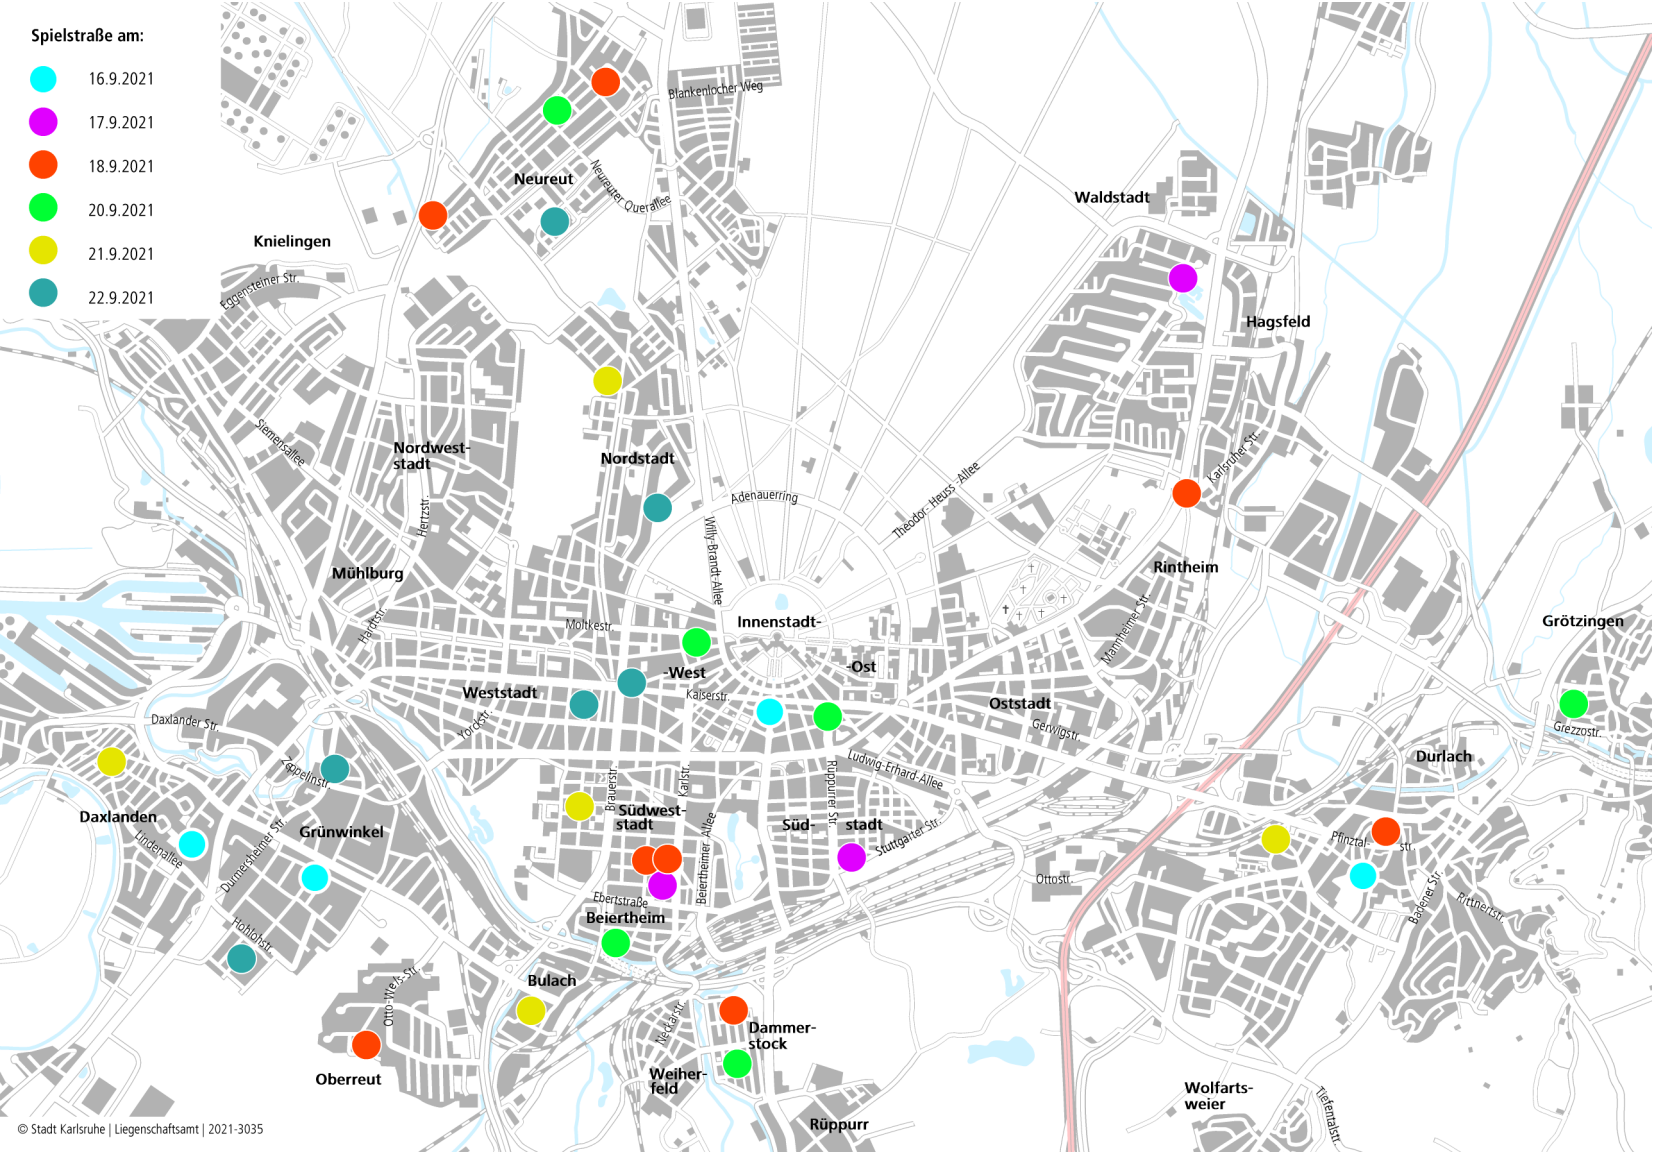 Spielstraße am:
16.9.2021
17.9.2021
18.9.2021
20.9.2021
21.9.2021
22.9.2021
Blankenlocher Weg
Neureut
Neureuter Querallee
Waldstadt
Knielingen
Eggensteiner Str.
Hagsfeld
Siemensallee
Nordwest-
stadt
Nordstadt
Karlsruher Str.
Adenauerring
Theodor-Heuss-Allee
Hertzstr.
Willy-Brandt-Allee
Mühlburg
Rintheim
Hardtstr.
Moltkestr.
Innenstadt-
Mannheimer Str.
Grötzingen
-West
-Ost
Weststadt
Kaiserstr.
Oststadt
Daxlander Str.
Yorckstr.
Gerwigstr.
Grezzostr.
Zeppelinstr.
Ludwig-Erhard-Allee
Durlach
Brauerstr.
Karlstr.
Rüppurrer Str.
Daxlanden
Südwest-
stadt
Süd-
stadt
Grünwinkel
Lindenallee
Durmersheimer Str.
Beiertheimer Allee
Stuttgarter Str.
Pfinztal-
str.
Ottostr.
Badener Str.
Rittnertstr.
Ebertstraße
Beiertheim
Hohlohstr.
Bulach
Otto-Wels-Str.
Neckarstr.
Dammer-
stock
Oberreut
Weiher-
feld
Wolfarts-
weier
Tiefentalstr.
Rüppurr
© Stadt Karlsruhe | Liegenschaftsamt | 2021-3035